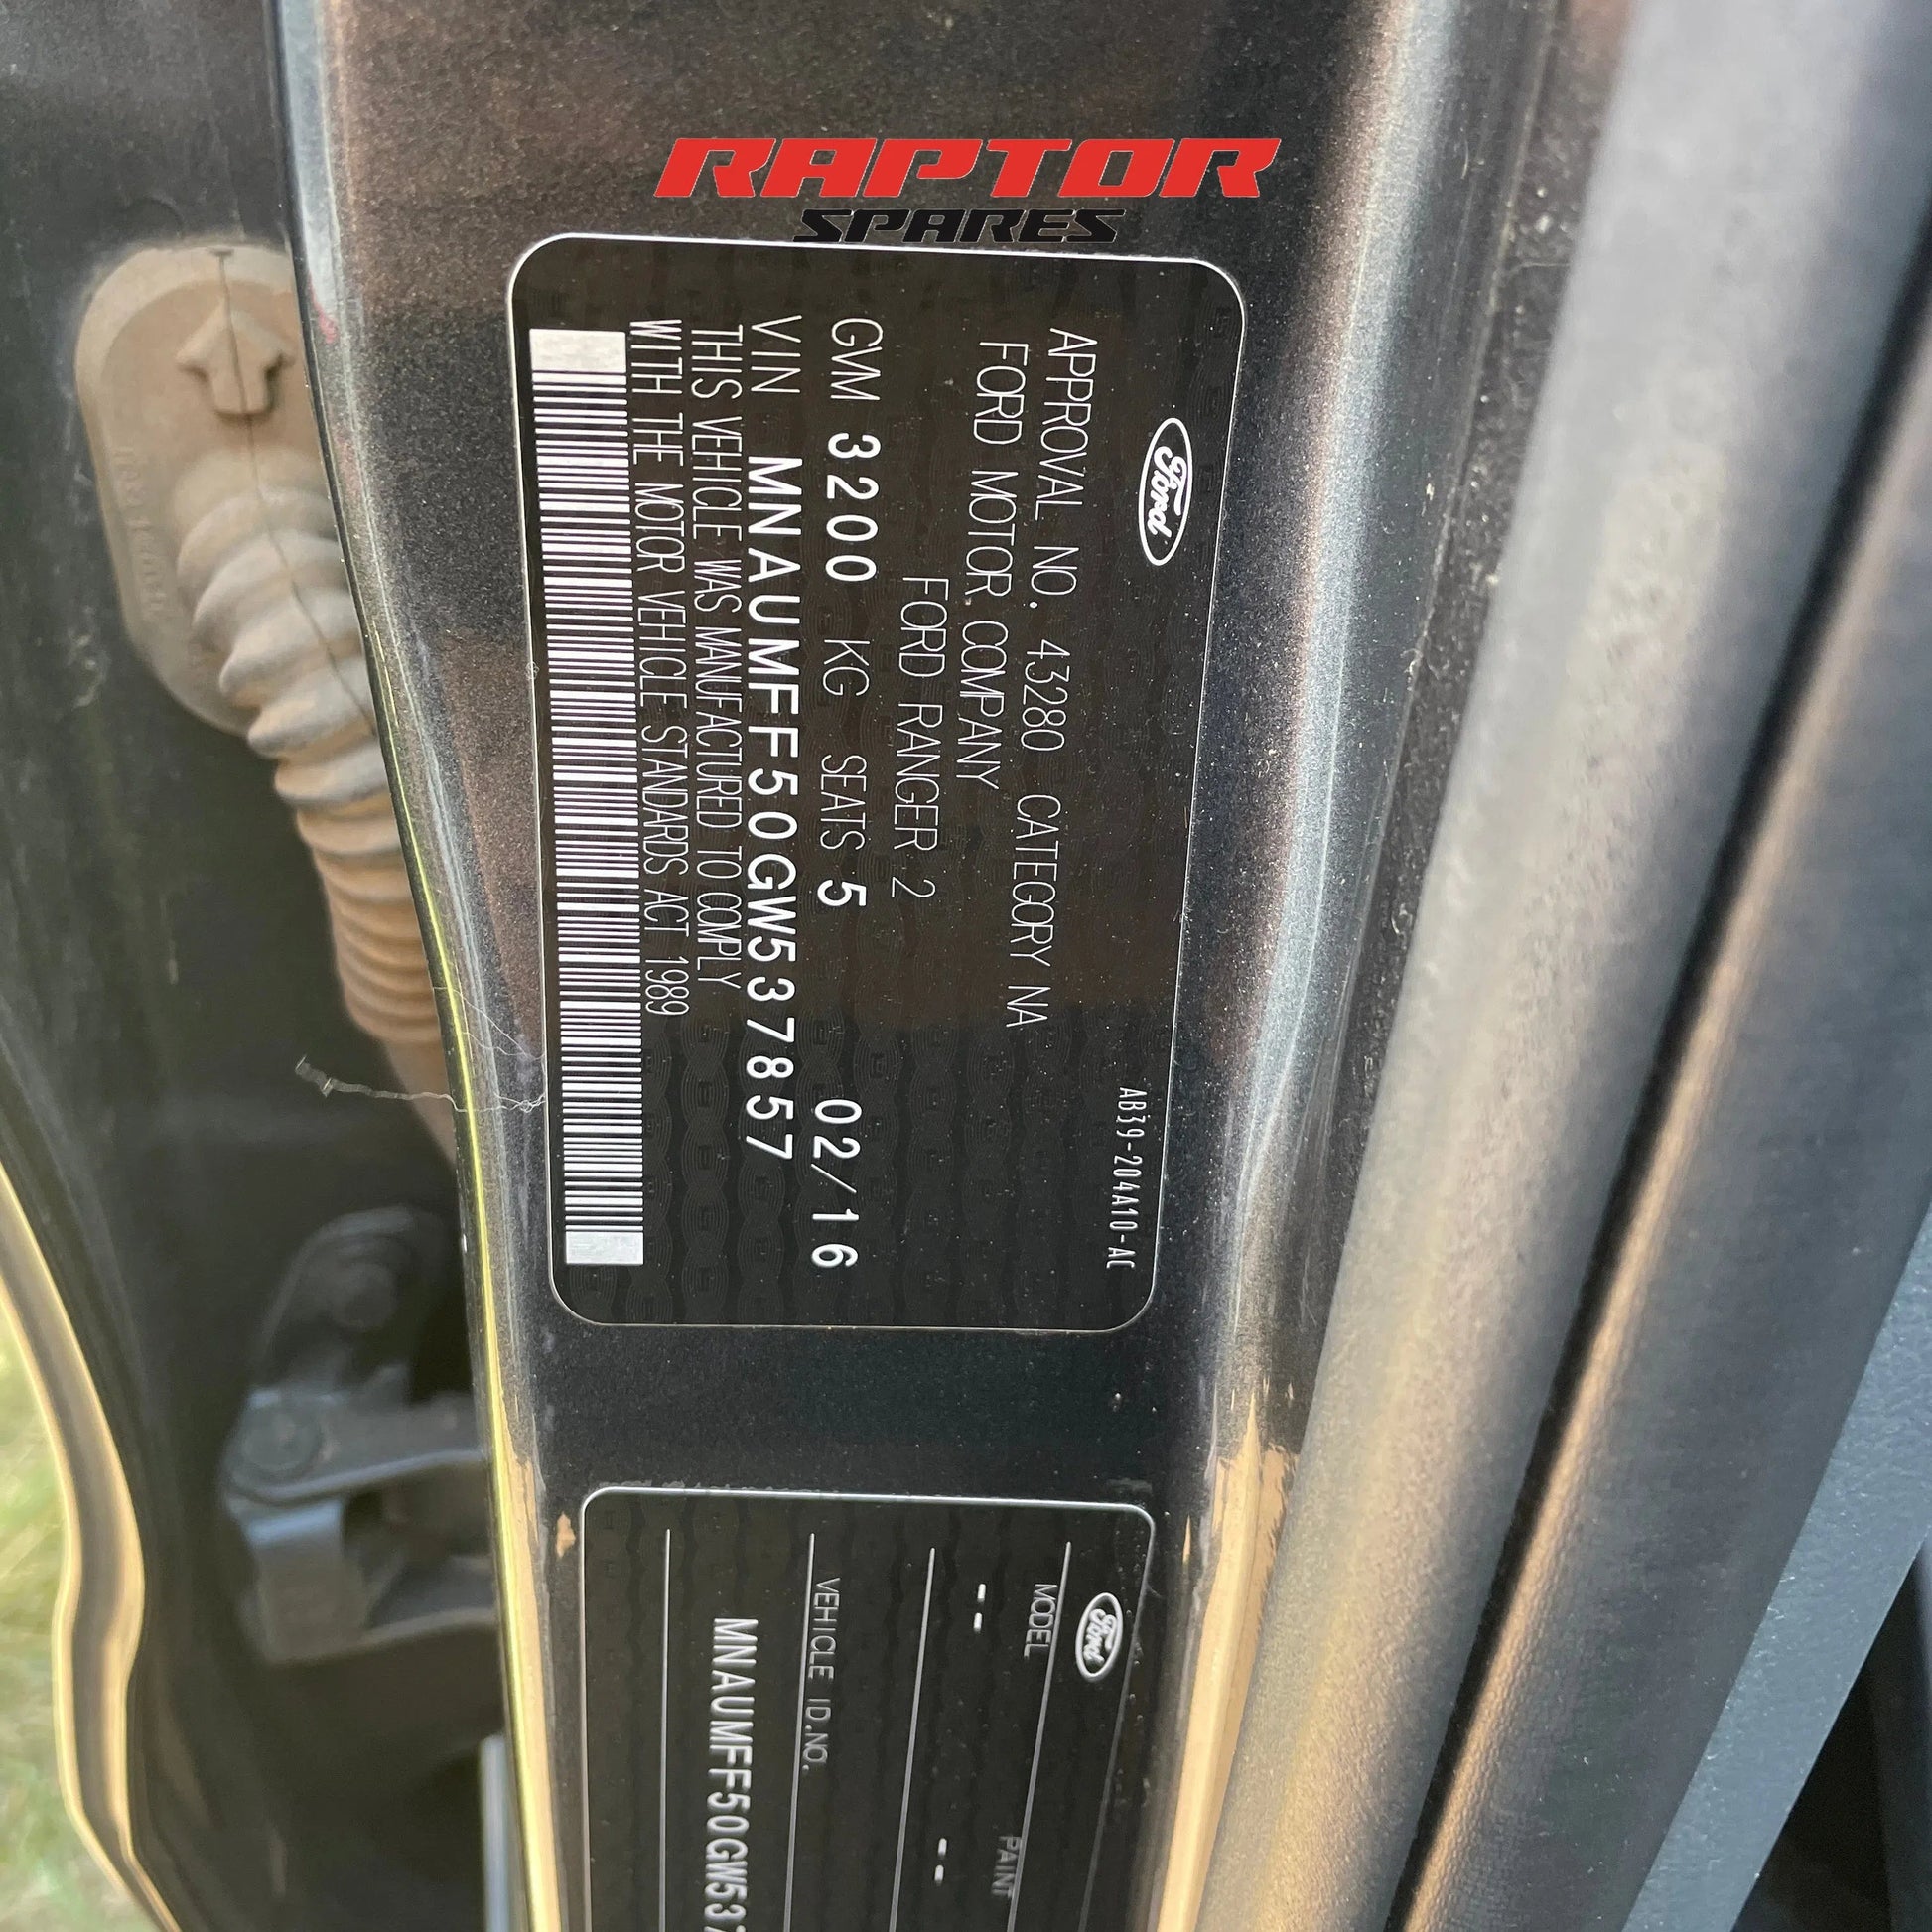 RAPTOR
SPARES
Ford
AB39-204A10-AC
APPROVAL NO. 43280 CATEGORY NA
FORD MOTOR COMPANY
FORD RANGER 2
GVM 3200 KG SEATS 5 02/16
VIN MNAUMFF50GW537857
THIS VEHICLE WAS MANUFACTURED TO COMPLY
WITH THE MOTOR VEHICLE STANDARDS ACT 1989
Ford
MODEL PAINT
-- --
VEHICLE ID.NO.
MNAUMFF50GW537